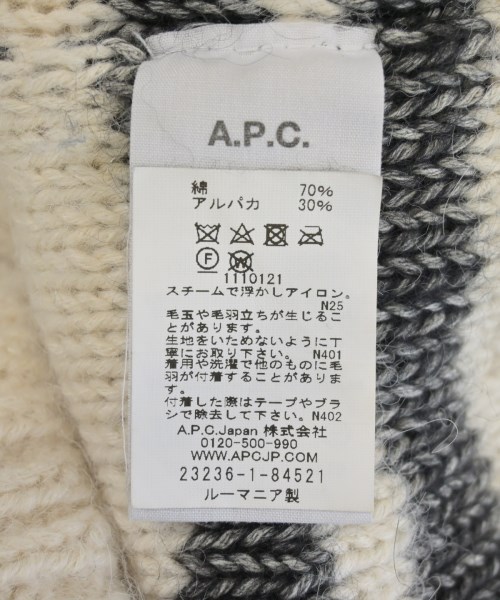 A.P.C.
綿 70%
アルパカ 30%
F W
1110121
スチームで浮かしアイロン。
N25
毛玉や毛羽立ちが生じるこ
とがあります。
生地をいためないように丁
寧にお取り下さい。 N401
着用や洗濯で他のものに毛
羽が付着することがありま
す。
付着した際はテープやブラ
シで除去して下さい。N402
A.P.C.Japan 株式会社
0120-500-990
WWW.APCJP.COM
23236-1-84521
ルーマニア製